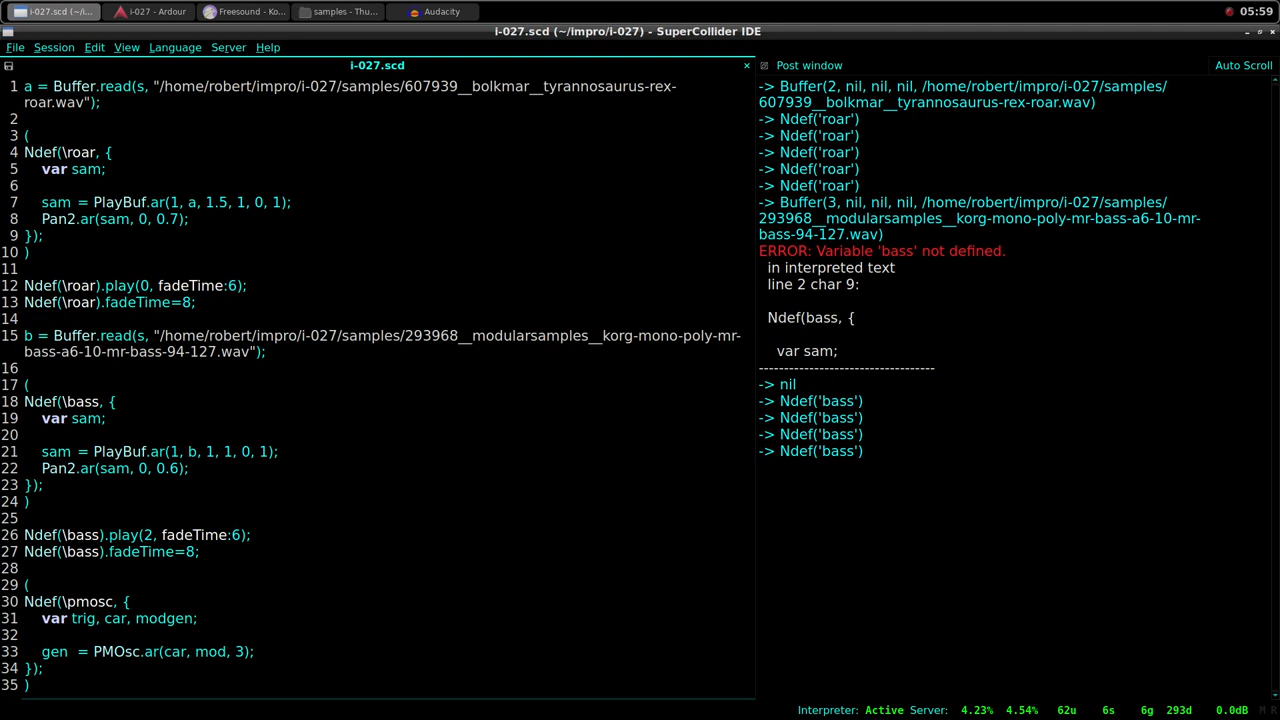 i-027.scd (~/i... i-027 - Ardour Freesound - Ko... samples - Thu... Audacity 05:59
i-027.scd (~/impro/i-027) - SuperCollider IDE
File Session Edit View Language Server Help
i-027.scd
1 a = Buffer.read(s, "/home/robert/impro/i-027/samples/607939__bolkmar__tyrannosaurus-rex-
roar.wav");
2
3 (
4 Ndef(\roar, {
5 var sam;
6
7 sam = PlayBuf.ar(1, a, 1.5, 1, 0, 1);
8 Pan2.ar(sam, 0, 0.7);
9 });
10 )
11
12 Ndef(\roar).play(0, fadeTime:6);
13 Ndef(\roar).fadeTime=8;
14
15 b = Buffer.read(s, "/home/robert/impro/i-027/samples/293968__modularsamples__korg-mono-poly-mr-
bass-a6-10-mr-bass-94-127.wav");
16
17 (
18 Ndef(\bass, {
19 var sam;
20
21 sam = PlayBuf.ar(1, b, 1, 1, 0, 1);
22 Pan2.ar(sam, 0, 0.6);
23 });
24 )
25
26 Ndef(\bass).play(2, fadeTime:6);
27 Ndef(\bass).fadeTime=8;
28
29 (
30 Ndef(\pmosc, {
31 var trig, car, modgen;
32
33 gen = PMOsc.ar(car, mod, 3);
34 });
35 )
Post window Auto Scroll
-> Buffer(2, nil, nil, nil, /home/robert/impro/i-027/samples/
607939__bolkmar__tyrannosaurus-rex-roar.wav)
-> Ndef('roar')
-> Ndef('roar')
-> Ndef('roar')
-> Ndef('roar')
-> Ndef('roar')
-> Buffer(3, nil, nil, nil, /home/robert/impro/i-027/samples/
293968__modularsamples__korg-mono-poly-mr-bass-a6-10-mr-
bass-94-127.wav)
ERROR: Variable 'bass' not defined.
in interpreted text
line 2 char 9:
Ndef(bass, {
var sam;
-----------------------------------
-> nil
-> Ndef('bass')
-> Ndef('bass')
-> Ndef('bass')
-> Ndef('bass')
Interpreter: Active Server: 4.23% 4.54% 62u 6s 6g 293d 0.0dB M R